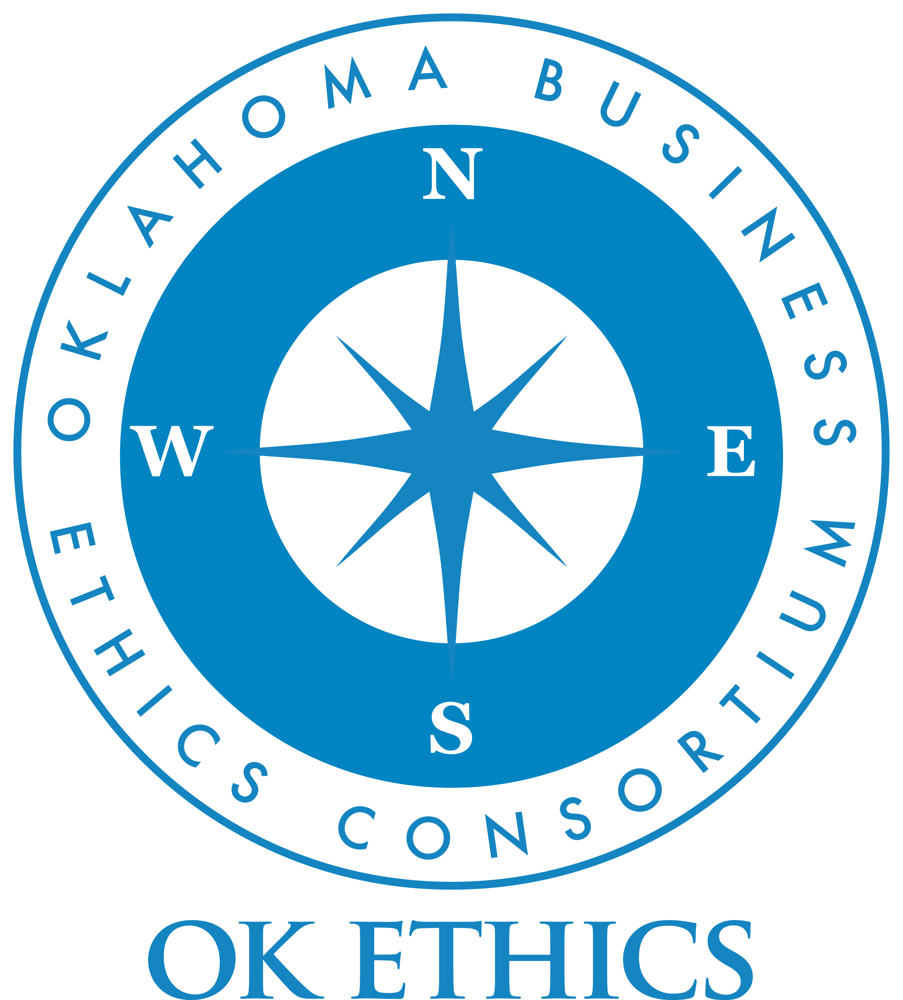 OKLAHOMA BUSINESS
ETHICS CONSORTIUM
N
W E
S
OK ETHICS